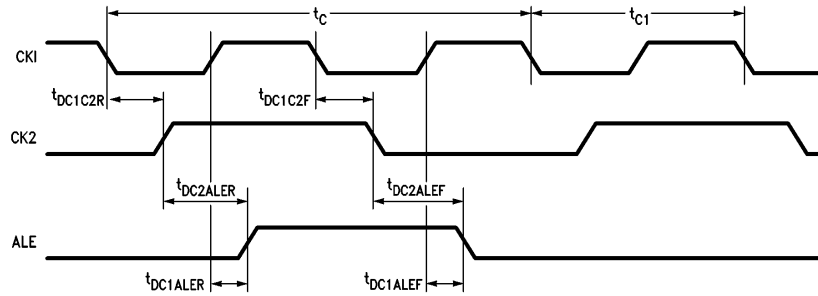 tC
tC1
CKI
tDC1C2R
tDC1C2F
CK2
tDC2ALER
tDC2ALEF
ALE
tDC1ALER
tDC1ALEF